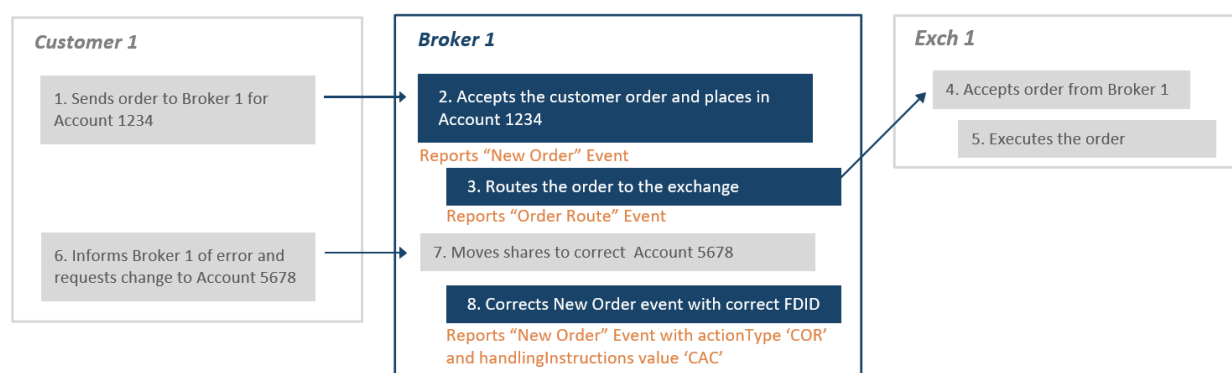 Customer 1
1. Sends order to Broker 1 for
Account 1234
6. Informs Broker 1 of error and
requests change to Account 5678
Broker 1
2. Accepts the customer order and places in
Account 1234
Reports “New Order” Event
3. Routes the order to the exchange
Reports “Order Route” Event
7. Moves shares to correct  Account 5678
8. Corrects New Order event with correct FDID
Reports “New Order” Event with actionType ‘COR’
and handlingInstructions value ‘CAC’
Exch 1
4. Accepts order from Broker 1
5. Executes the order